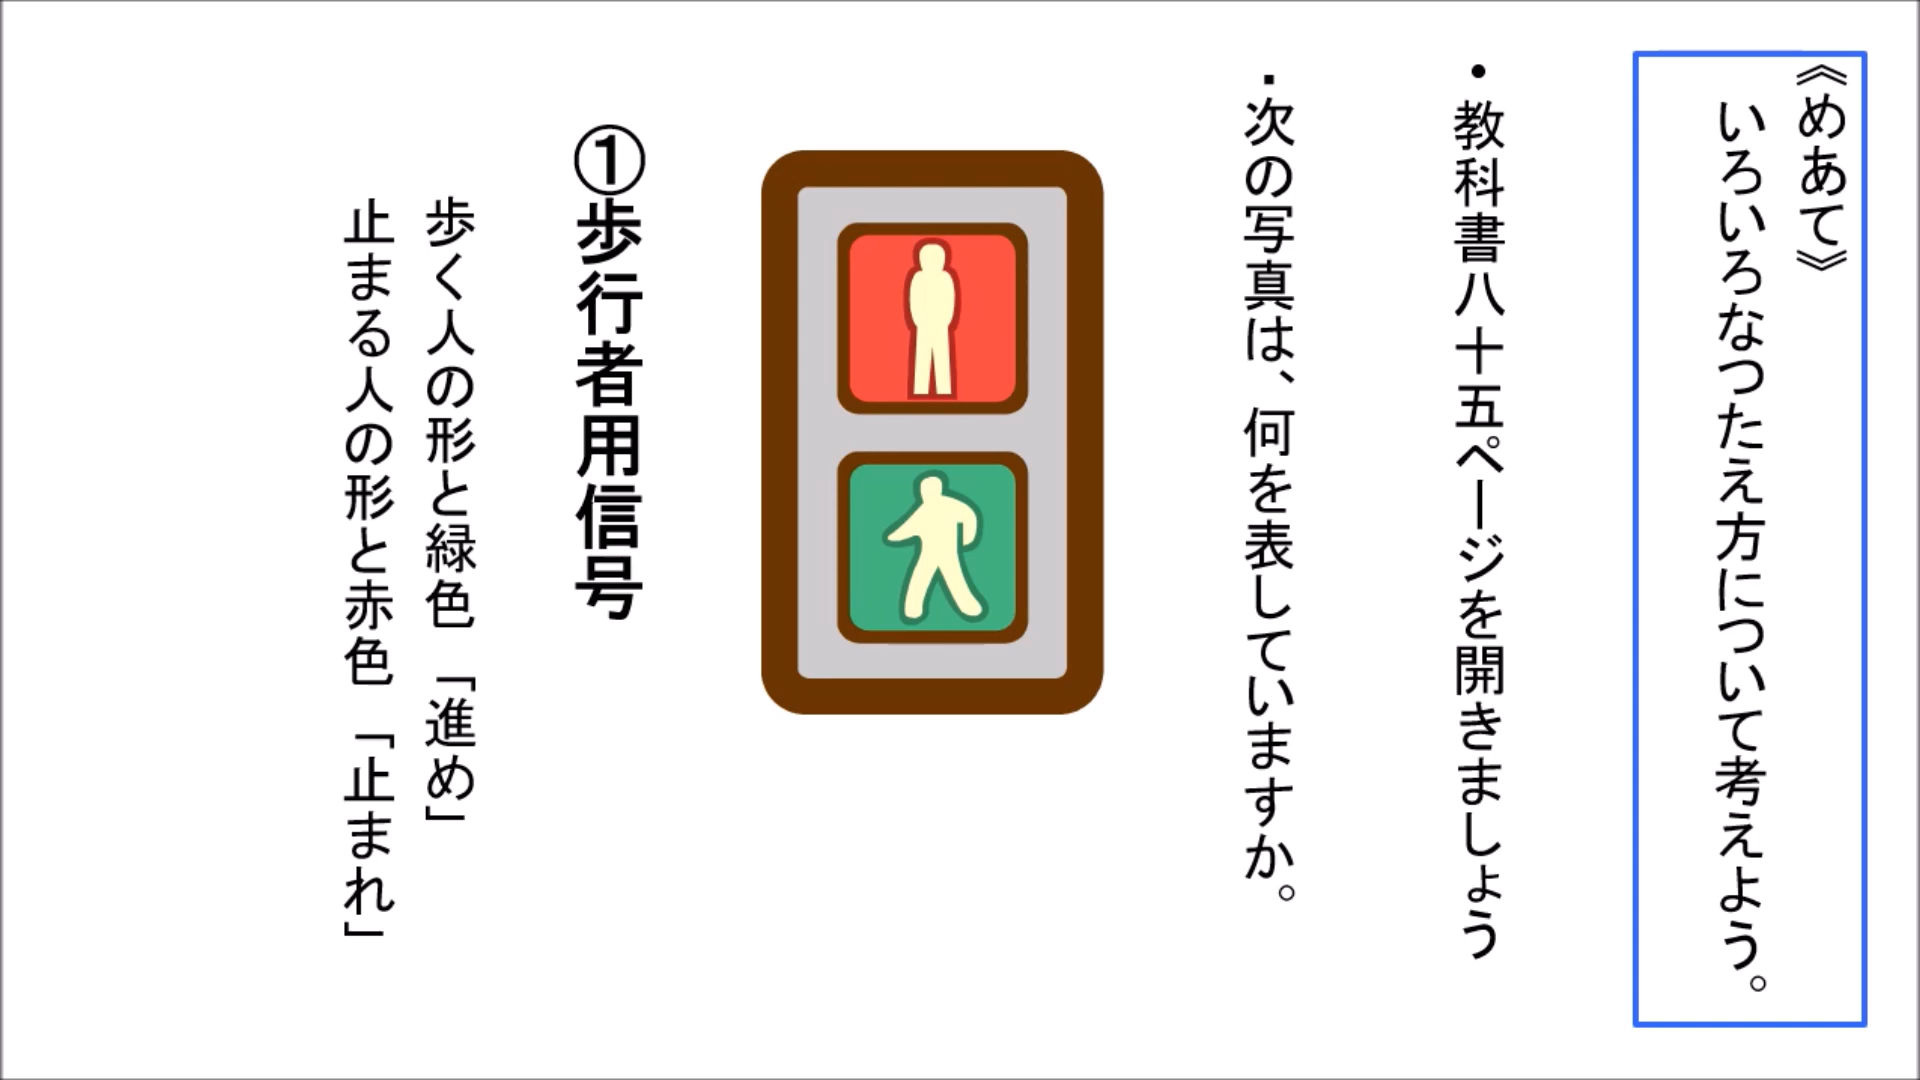 《めあて》
いろいろなつたえ方について考えよう。
・教科書八十五ページを開きましょう
・次の写真は、何を表していますか。
①歩行者用信号
歩く人の形と緑色「進め」
止まる人の形と赤色「止まれ」